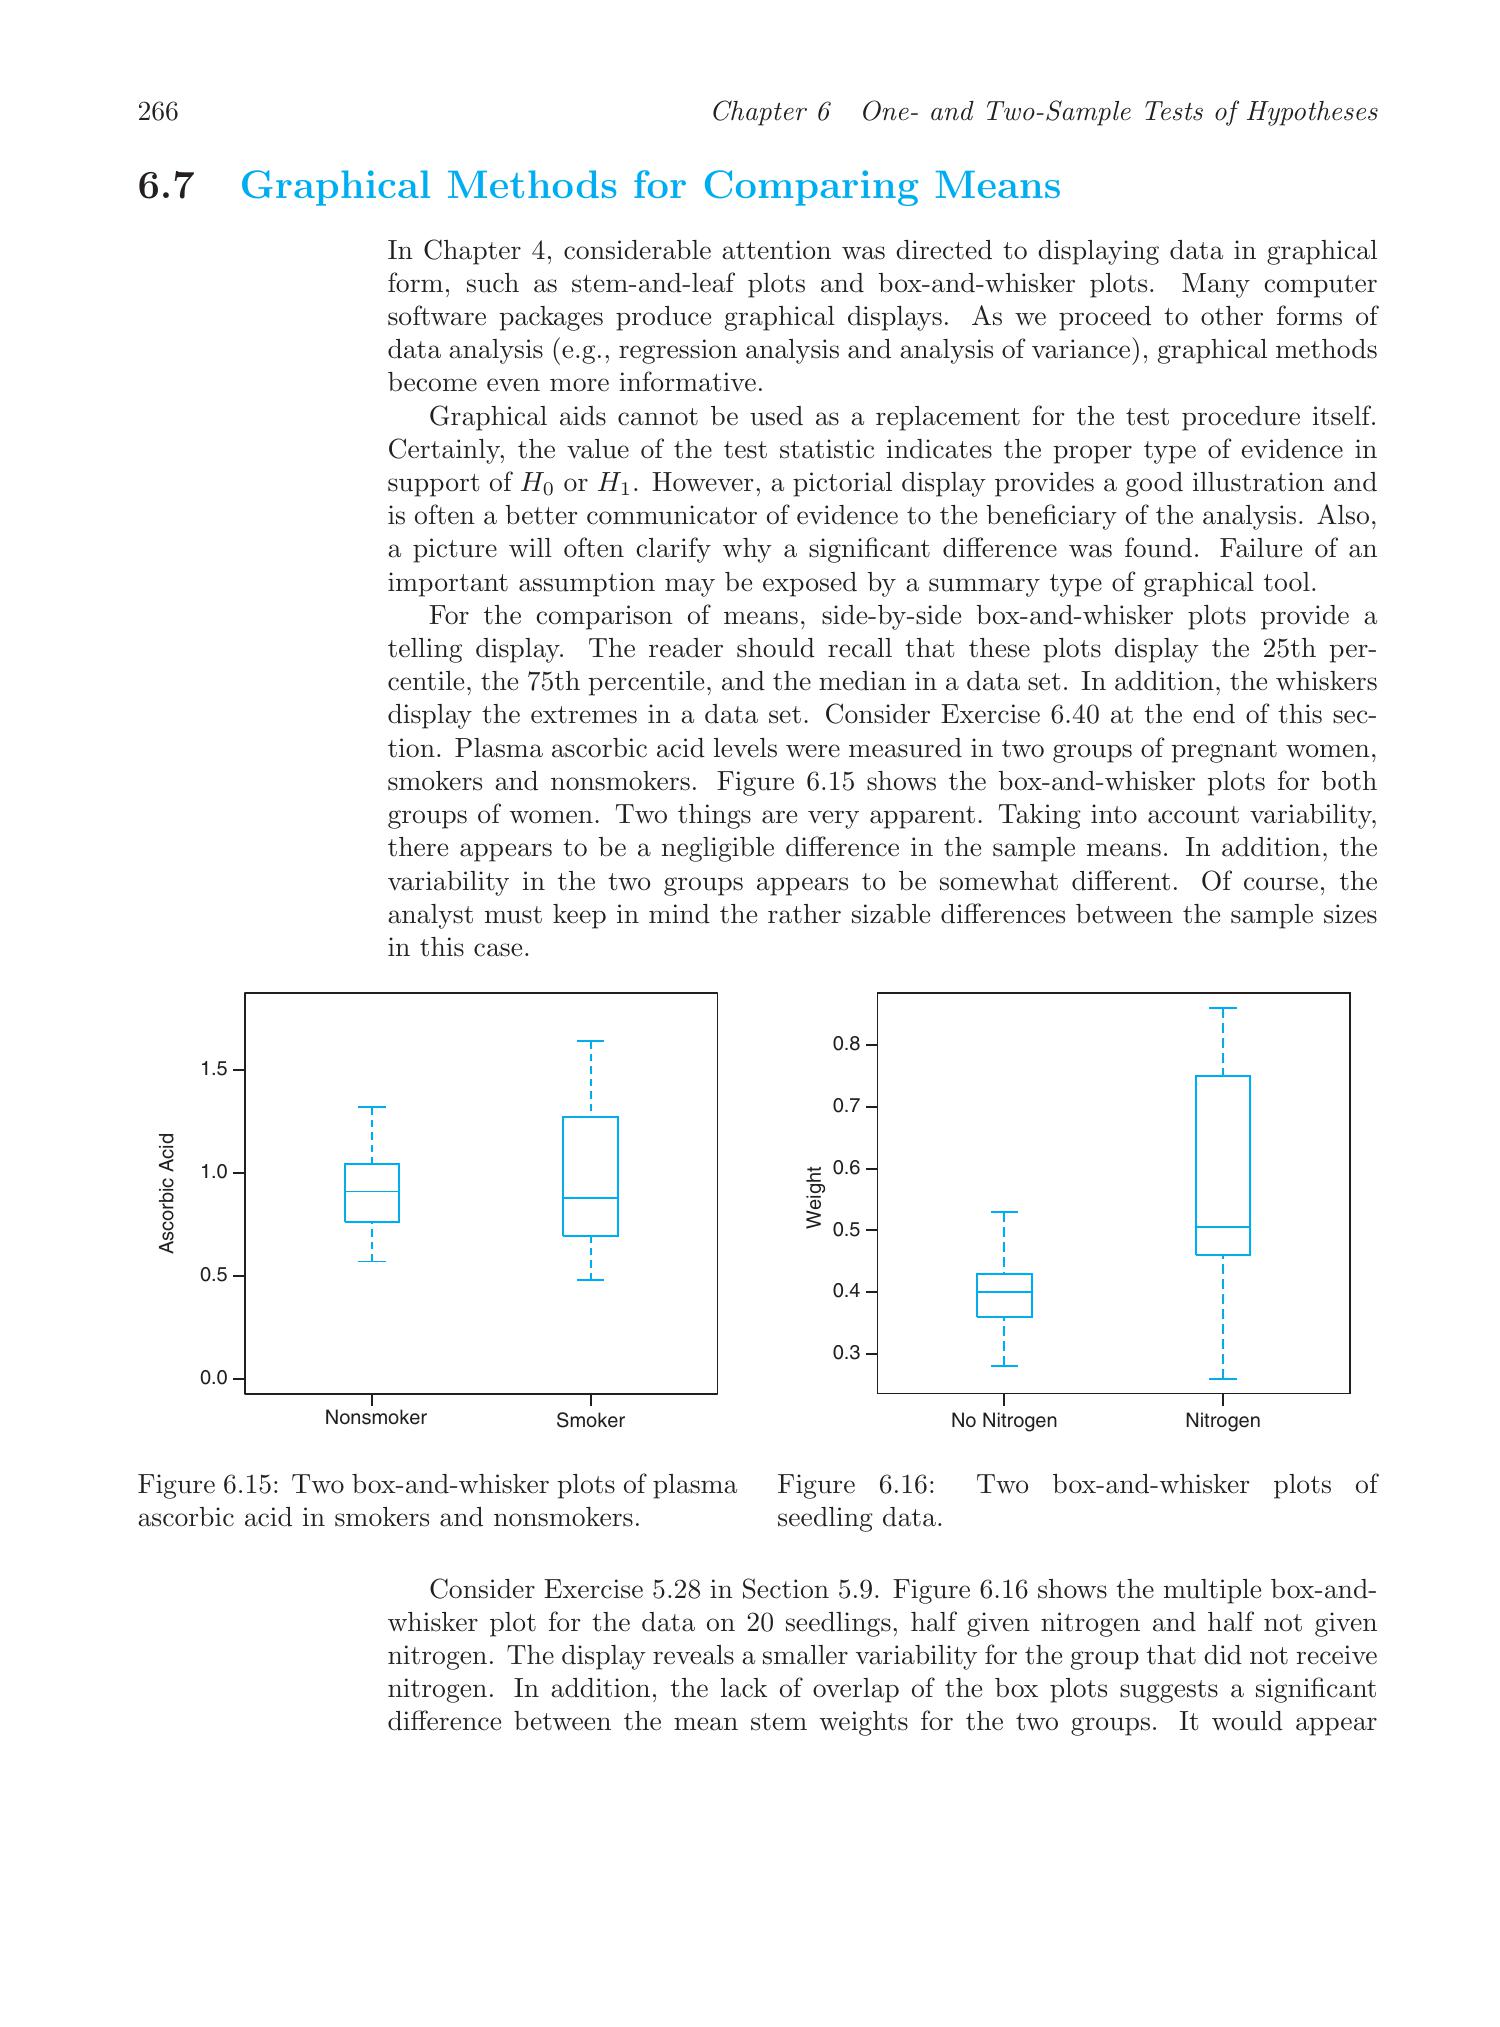 266
Chapter 6 One- and Two-Sample Tests of Hypotheses
6.7 Graphical Methods for Comparing Means
In Chapter 4, considerable attention was directed to displaying data in graphical
form, such as stem-and-leaf plots and box-and-whisker plots. Many computer
software packages produce graphical displays. As we proceed to other forms of
data analysis (e.g., regression analysis and analysis of variance), graphical methods
become even more informative.
Graphical aids cannot be used as a replacement for the test procedure itself.
Certainly, the value of the test statistic indicates the proper type of evidence in
support of H0 or H1. However, a pictorial display provides a good illustration and
is often a better communicator of evidence to the beneficiary of the analysis. Also,
a picture will often clarify why a significant difference was found. Failure of an
important assumption may be exposed by a summary type of graphical tool.
For the comparison of means, side-by-side box-and-whisker plots provide a
telling display. The reader should recall that these plots display the 25th per-
centile, the 75th percentile, and the median in a data set. In addition, the whiskers
display the extremes in a data set. Consider Exercise 6.40 at the end of this sec-
tion. Plasma ascorbic acid levels were measured in two groups of pregnant women,
smokers and nonsmokers. Figure 6.15 shows the box-and-whisker plots for both
groups of women. Two things are very apparent. Taking into account variability,
there appears to be a negligible difference in the sample means. In addition, the
variability in the two groups appears to be somewhat different. Of course, the
analyst must keep in mind the rather sizable differences between the sample sizes
in this case.
Ascorbic Acid
1.5
1.0
0.5
0.0
Nonsmoker
Smoker
Weight
0.8
0.7
0.6
0.5
0.4
0.3
No Nitrogen
Nitrogen
Figure 6.15: Two box-and-whisker plots of plasma
ascorbic acid in smokers and nonsmokers.
Figure 6.16: Two box-and-whisker plots of
seedling data.
Consider Exercise 5.28 in Section 5.9. Figure 6.16 shows the multiple box-and-
whisker plot for the data on 20 seedlings, half given nitrogen and half not given
nitrogen. The display reveals a smaller variability for the group that did not receive
nitrogen. In addition, the lack of overlap of the box plots suggests a significant
difference between the mean stem weights for the two groups. It would appear